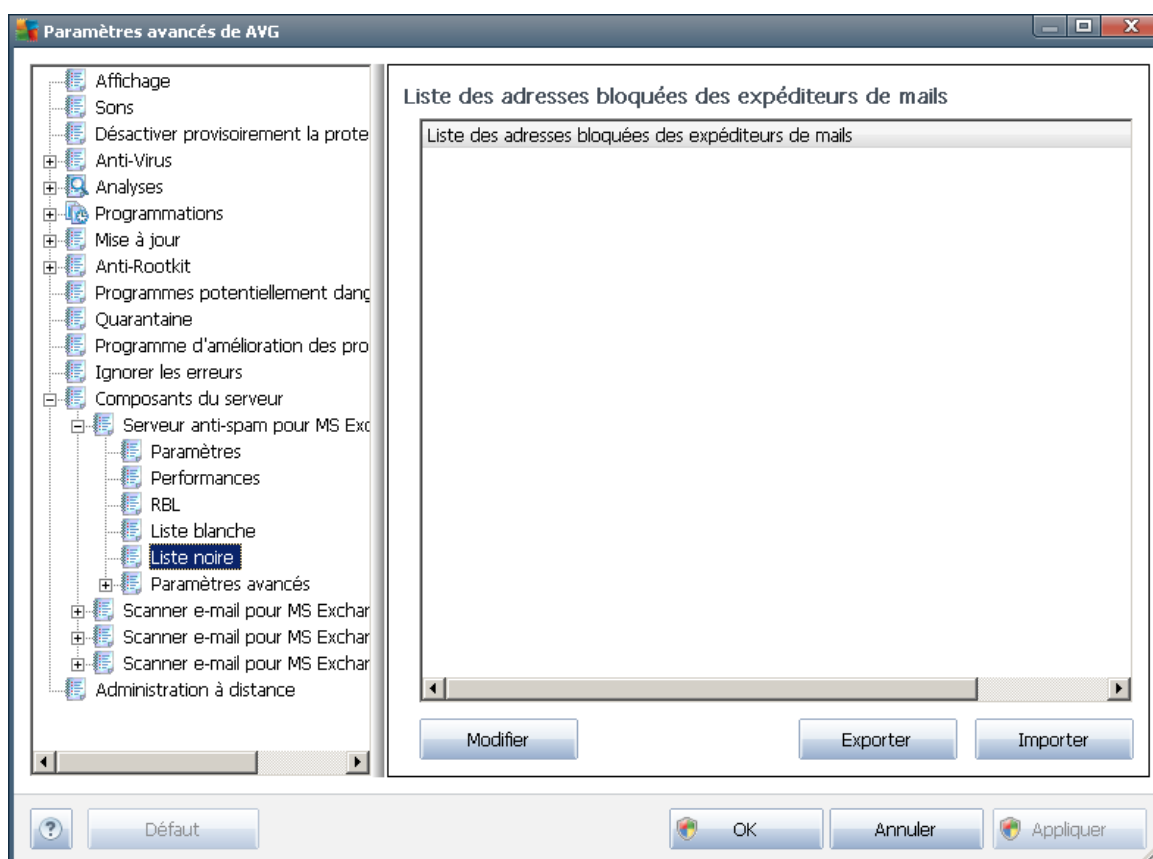 Paramètres avancés de AVG
Affichage
Sons
Désactiver provisoirement la prote
Anti-Virus
Analyses
Programmations
Mise à jour
Anti-Rootkit
Programmes potentiellement dang
Quarantaine
Programme d'amélioration des pro
Ignorer les erreurs
Composants du serveur
Serveur anti-spam pour MS Exc
Paramètres
Performances
RBL
Liste blanche
Liste noire
Paramètres avancés
Scanner e-mail pour MS Exchar
Scanner e-mail pour MS Exchar
Scanner e-mail pour MS Exchar
Administration à distance
Liste des adresses bloquées des expéditeurs de mails
Liste des adresses bloquées des expéditeurs de mails
Modifier
Exporter
Importer
?
Défaut
OK
Annuler
Appliquer